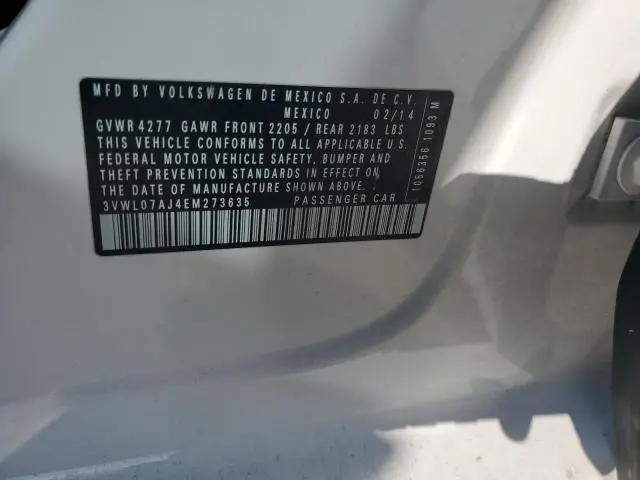 MFD BY VOLKSWAGEN DE MEXICO S.A. DE C.V.
MEXICO 02/14
GVWR 4277 GAWR FRONT 2205 / REAR 2183 LBS
THIS VEHICLE CONFORMS TO ALL APPLICABLE U.S.
FEDERAL MOTOR VEHICLE SAFETY, BUMPER AND
THEFT PREVENTION STANDARDS IN EFFECT ON
THE DATE OF MANUFACTURE SHOWN ABOVE.
3VWL07AJ4EM273635 PASSENGER CAR
1056356 1093 M